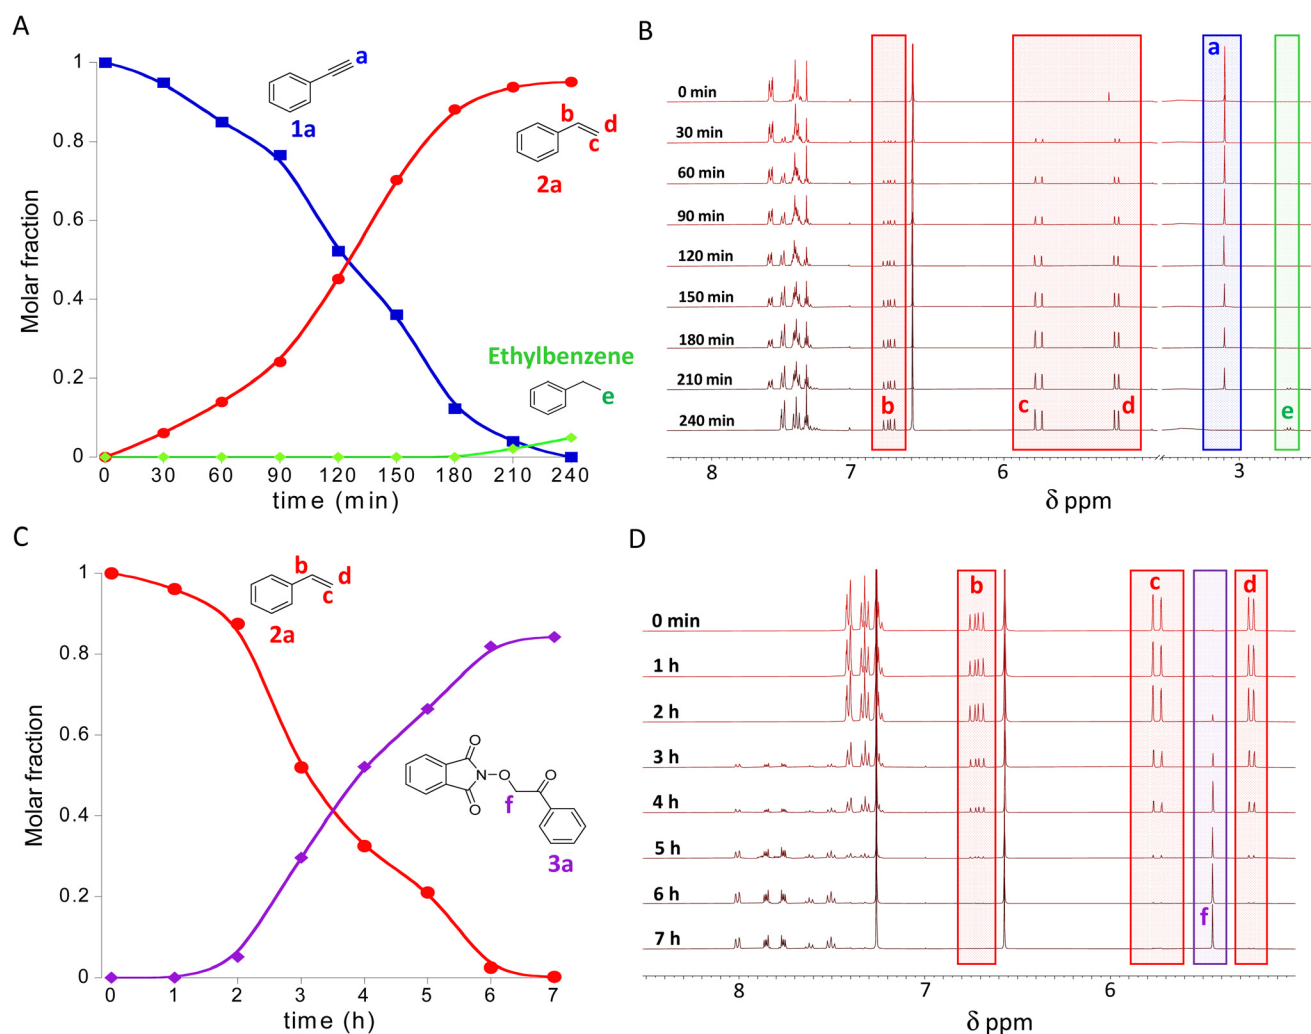 A
1
0.8
0.6
0.4
0.2
0
Molar fraction
0 30 60 90 120 150 180 210 240
time (min)
a
1a
b
d
c
2a
Ethylbenzene
e
B
a
0 min
30 min
60 min
90 min
120 min
150 min
180 min
210 min
240 min
b
c
d
e
8 7 6 3
δ ppm
C
1
0.8
0.6
0.4
0.2
0
Molar fraction
0 1 2 3 4 5 6 7
time (h)
b
d
c
2a
O
N
O
O
O
f
3a
D
b
c
d
0 min
1 h
2 h
3 h
4 h
5 h
6 h
7 h
f
8 7 6
δ ppm